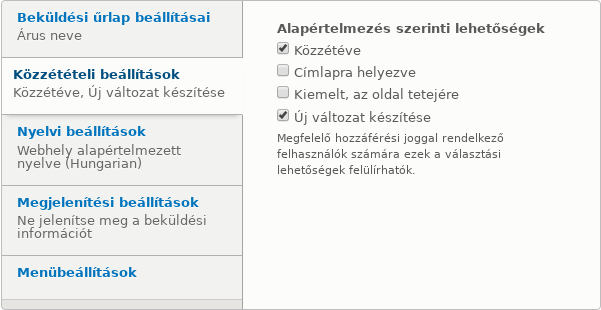 Beküldési űrlap beállításai
Árus neve
Közzétételi beállítások
Közzétéve, Új változat készítése
Nyelvi beállítások
Webhely alapértelmezett
nyelve (Hungarian)
Megjelenítési beállítások
Ne jelenítse meg a beküldési
információt
Menübeállítások
Alapértelmezés szerinti lehetőségek
Közzétéve
Címlapra helyezve
Kiemelt, az oldal tetejére
Új változat készítése
Megfelelő hozzáférési joggal rendelkező
felhasználók számára ezek a választási
lehetőségek felülírhatók.